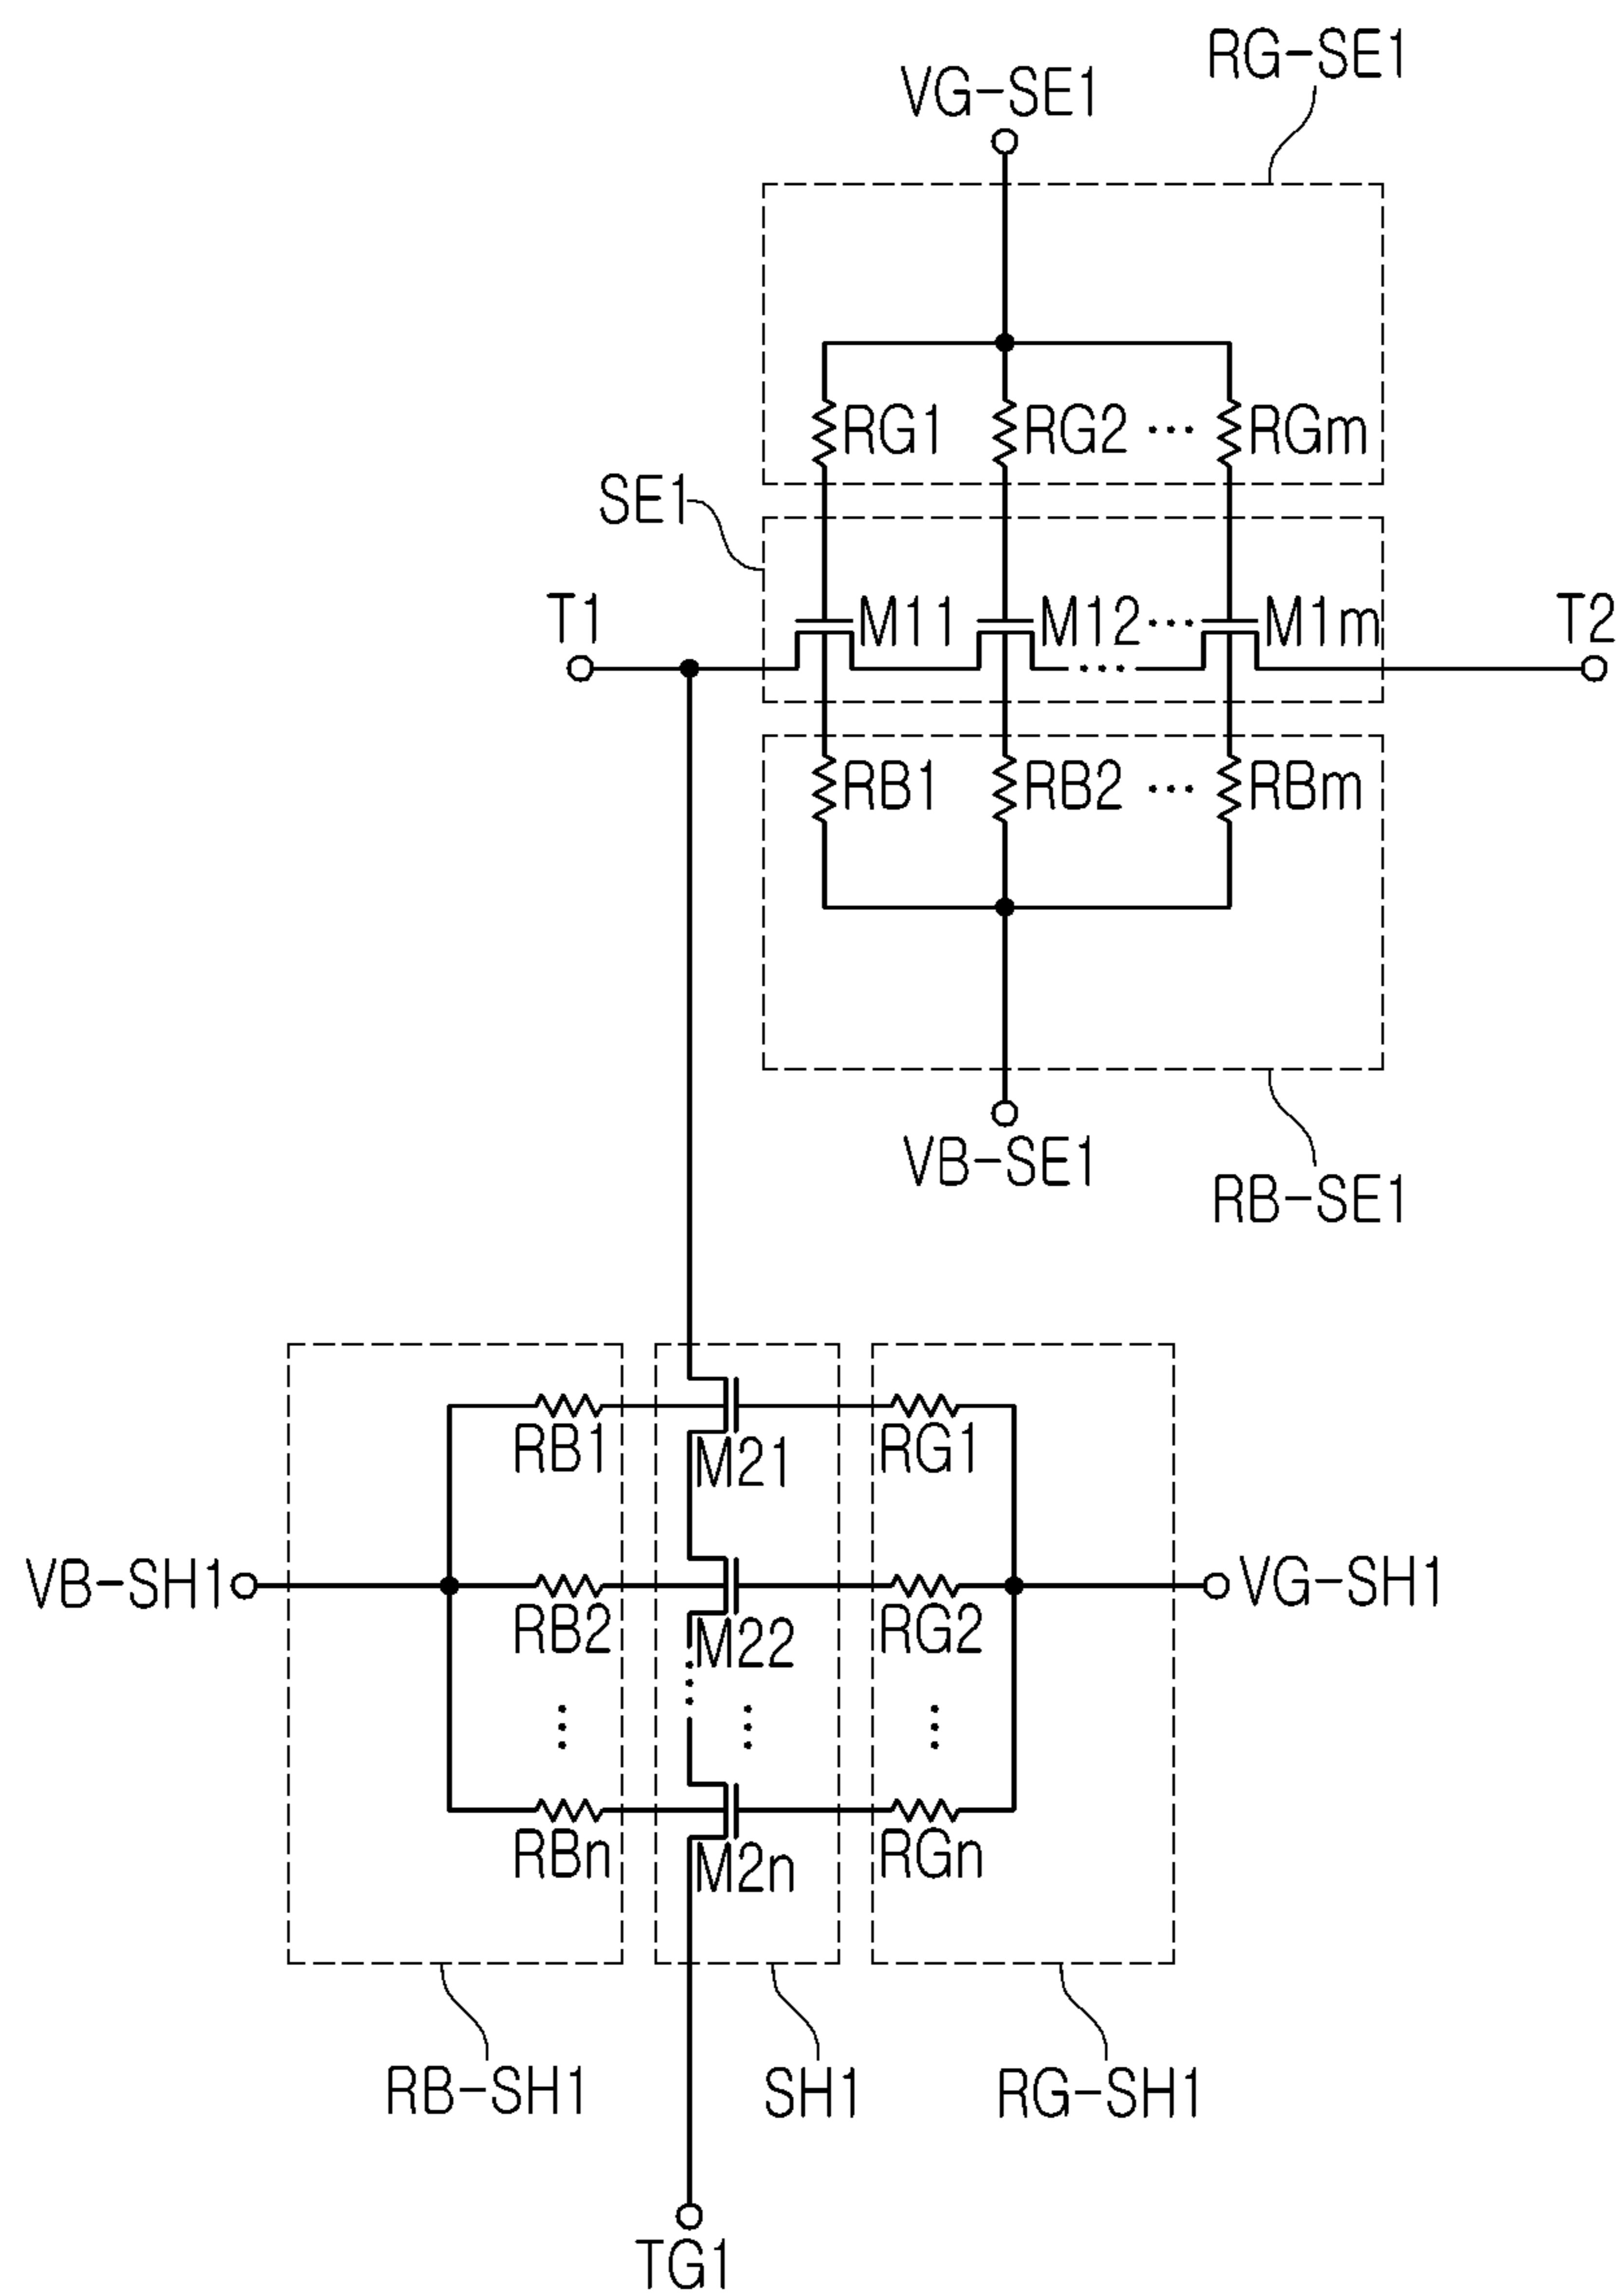 RG-SE1
VG-SE1
RG1 RG2 ··· RGm
SE1
T1 M11 M12 ··· M1m T2
···
RB1 RB2 ··· RBm
VB-SE1
RB-SE1
RB1 M21 RG1
VB-SH1 VG-SH1
RB2 M22 RG2
RBn M2n RGn
RB-SH1 SH1 RG-SH1
TG1